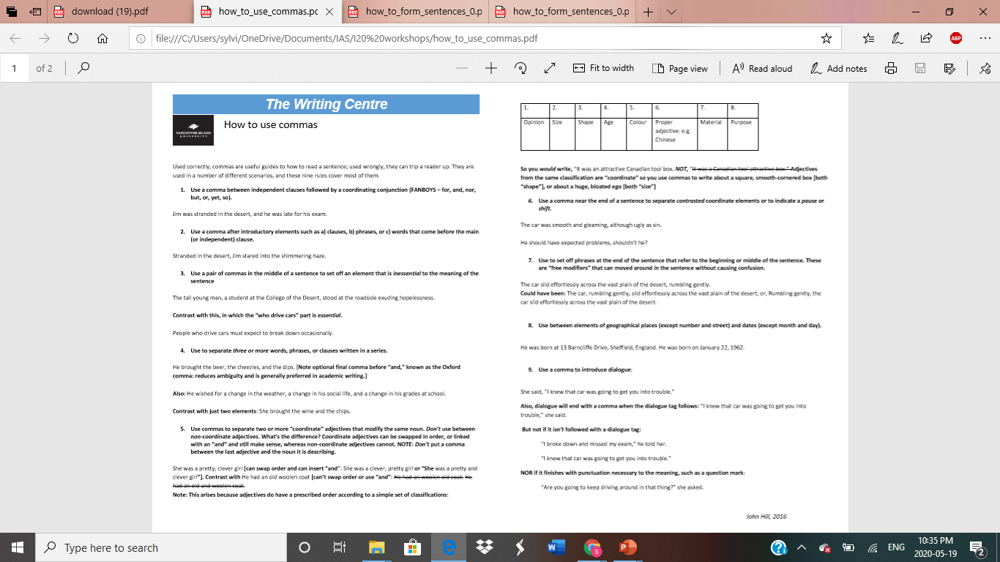 download (19).pdf
how_to_use_commas.pc
how_to_form_sentences_0.p
how_to_form_sentences_0.p
file:///C:/Users/sylvi/OneDrive/Documents/IAS/I20%20workshops/how_to_use_commas.pdf
ABP
1 of 2
Fit to width
Page view
Read aloud
Add notes
The Writing Centre
VANCOUVER ISLAND
UNIVERSITY
How to use commas
Used correctly, commas are useful guides to how to read a sentence; used wrongly, they can trip a reader up. They are
used in a number of different scenarios, and these nine rules cover most of them.
1. Use a comma between independent clauses followed by a coordinating conjunction (FANBOYS – for, and, nor,
but, or, yet, so).
Jim was stranded in the desert, and he was late for his exam.
2. Use a comma after introductory elements such as a) clauses, b) phrases, or c) words that come before the main
(or independent) clause.
Stranded in the desert, Jim stared into the shimmering haze.
3. Use a pair of commas in the middle of a sentence to set off an element that is inessential to the meaning of the
sentence
The tall young man, a student at the College of the Desert, stood at the roadside exuding hopelessness.
Contrast with this, in which the "who drive cars" part is essential.
People who drive cars must expect to break down occasionally.
4. Use to separate three or more words, phrases, or clauses written in a series.
He brought the beer, the cheezies, and the dips. [Note optional final comma before "and," known as the Oxford
comma: reduces ambiguity and is generally preferred in academic writing.]
Also: He wished for a change in the weather, a change in his social life, and a change in his grades at school.
Contrast with just two elements: She brought the wine and the chips.
5. Use commas to separate two or more "coordinate" adjectives that modify the same noun. Don't use between
non-coordinate adjectives. What's the difference? Coordinate adjectives can be swapped in order, or linked
with an "and" and still make sense, whereas non-coordinate adjectives cannot. NOTE: Don't put a comma
between the last adjective and the noun it is describing.
She was a pretty, clever girl [can swap order and can insert "and": She was a clever, pretty girl or "She was a pretty and
clever girl"]. Contrast with He had an old woolen coat [can't swap order or use "and": He had an woolen old coat. He
had an old and woolen coat.
Note: This arises because adjectives do have a prescribed order according to a simple set of classifications:
1. 2. 3. 4. 5. 6. 7. 8.
Opinion Size Shape Age Colour Proper Material Purpose
adjective: e.g.
Chinese
So you would write, "It was an attractive Canadian tool box. NOT, "It was a Canadian tool attractive box." Adjectives
from the same classification are "coordinate" so you use commas to write about a square, smooth-cornered box [both
"shape"], or about a huge, bloated ego [both "size"]
6. Use a comma near the end of a sentence to separate contrasted coordinate elements or to indicate a pause or
shift.
The car was smooth and gleaming, although ugly as sin.
He should have expected problems, shouldn't he?
7. Use to set off phrases at the end of the sentence that refer to the beginning or middle of the sentence. These
are "free modifiers" that can moved around in the sentence without causing confusion.
The car slid effortlessly across the vast plain of the desert, rumbling gently.
Could have been: The car, rumbling gently, slid effortlessly across the vast plain of the desert; or, Rumbling gently, the
car slid effortlessly across the vast plain of the desert.
8. Use between elements of geographical places (except number and street) and dates (except month and day).
He was born at 13 Barncliffe Drive, Sheffield, England. He was born on January 22, 1962.
9. Use a comma to introduce dialogue:
She said, "I knew that car was going to get you into trouble."
Also, dialogue will end with a comma when the dialogue tag follows: "I knew that car was going to get you into
trouble," she said.
But not if it isn't followed with a dialogue tag:
"I broke down and missed my exam," he told her.
"I knew that car was going to get you into trouble."
NOR if it finishes with punctuation necessary to the meaning, such as a question mark:
"Are you going to keep driving around in that thing?" she asked.
John Hill, 2016
Type here to search
ENG
10:35 PM
2020-05-19
2